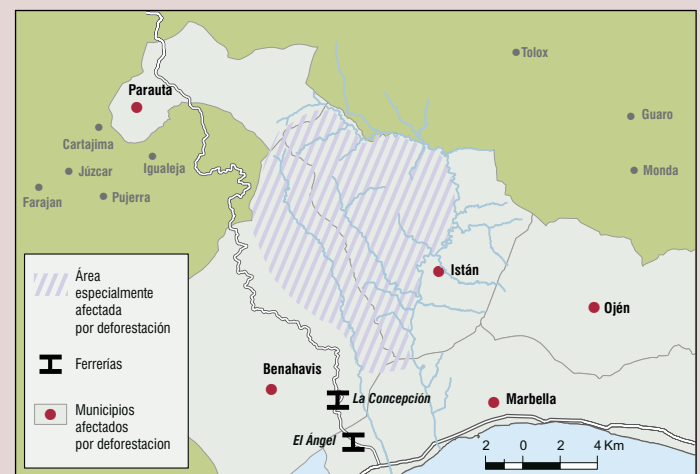 Tolox
Parauta
Guaro
Cartajima
Igualeja
Júzcar
Monda
Farajan
Pujerra
Istán
Ojén
Área
especialmente
afectada
por deforestación
Ferrerías
Municipios
afectados
por deforestacion
Benahavis
La Concepción
Marbella
El Ángel
2 0 2 4 Km